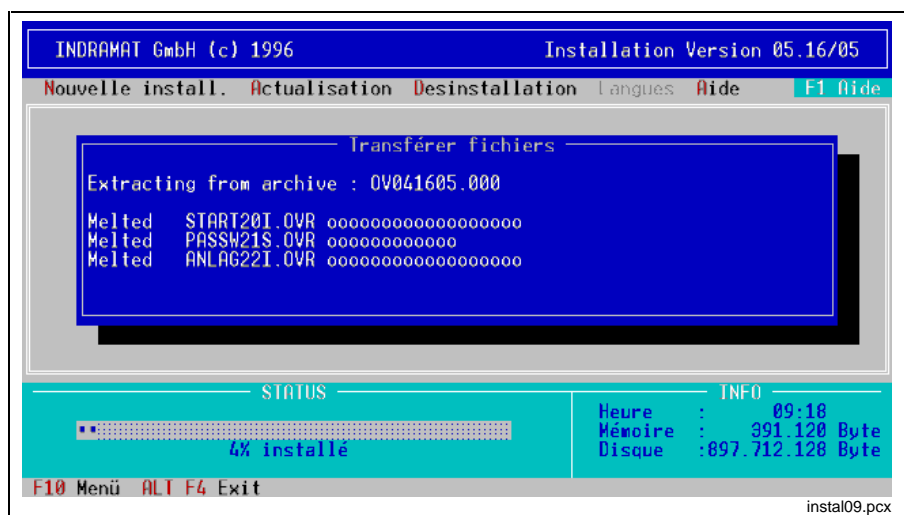 INDRAMAT GmbH (c) 1996 Installation Version 05.16/05
Nouvelle install. Actualisation Desinstallation Langues Aide F1 Aide
Transférer fichiers
Extracting from archive : OV041605.000
Melted START20I.OVR oooooooooooooooooo
Melted PASSW21S.OVR oooooooooooo
Melted ANLAG22I.OVR oooooooooooooooooo
STATUS
INFO
4% installé
Heure : 09:18
Mémoire : 391.120 Byte
Disque :897.712.128 Byte
F10 Menü ALT F4 Exit
instal09.pcx